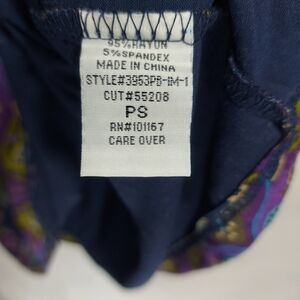 95%RAYON
5%SPANDEX
MADE IN CHINA
STYLE#3953PB-IM-1
CUT#55208
PS
RN#101167
CARE OVER